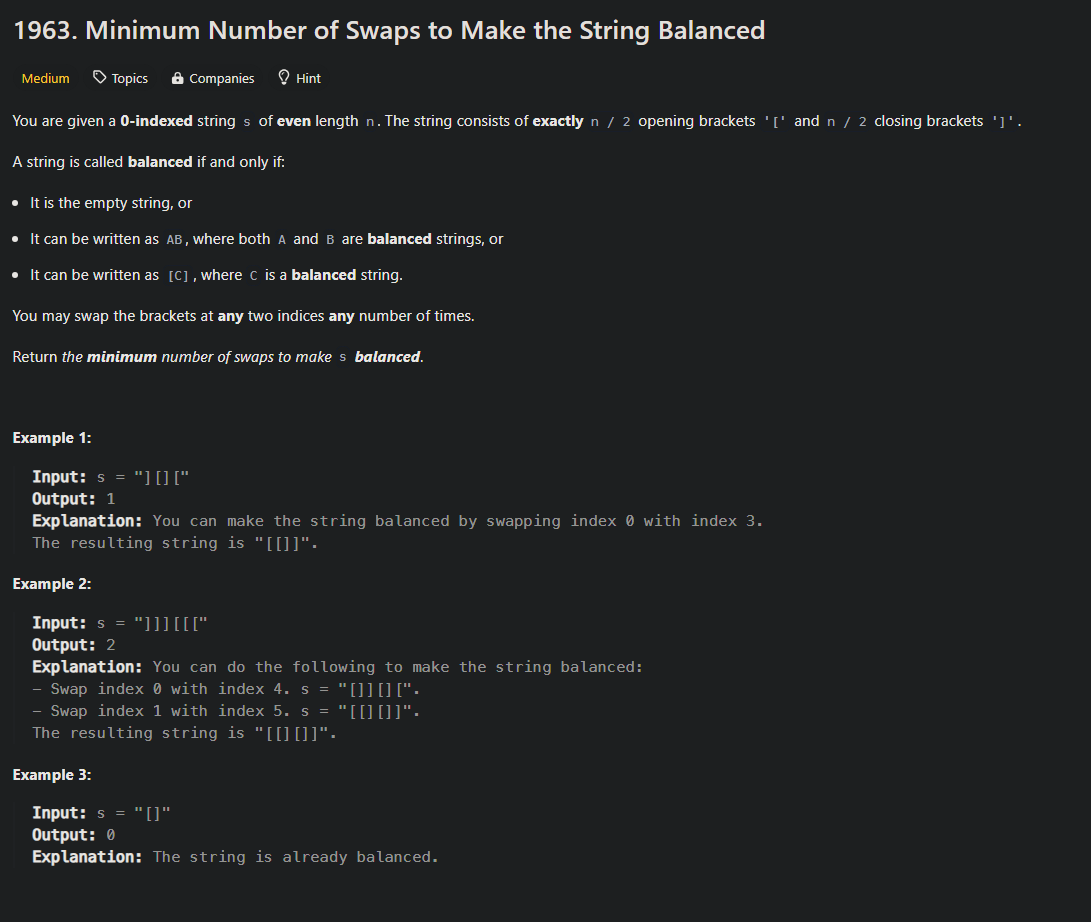 1963. Minimum Number of Swaps to Make the String Balanced
Medium Topics Companies Hint
You are given a 0-indexed string s of even length n. The string consists of exactly n / 2 opening brackets '[' and n / 2 closing brackets ']'.
A string is called balanced if and only if:
• It is the empty string, or
• It can be written as AB, where both A and B are balanced strings, or
• It can be written as [C], where C is a balanced string.
You may swap the brackets at any two indices any number of times.
Return the minimum number of swaps to make s balanced.
Example 1:
Input: s = "][]["
Output: 1
Explanation: You can make the string balanced by swapping index 0 with index 3.
The resulting string is "[[]]".
Example 2:
Input: s = "]]][[["
Output: 2
Explanation: You can do the following to make the string balanced:
- Swap index 0 with index 4. s = "[]][][".
- Swap index 1 with index 5. s = "[[][]]".
The resulting string is "[[][]]".
Example 3:
Input: s = "[]"
Output: 0
Explanation: The string is already balanced.